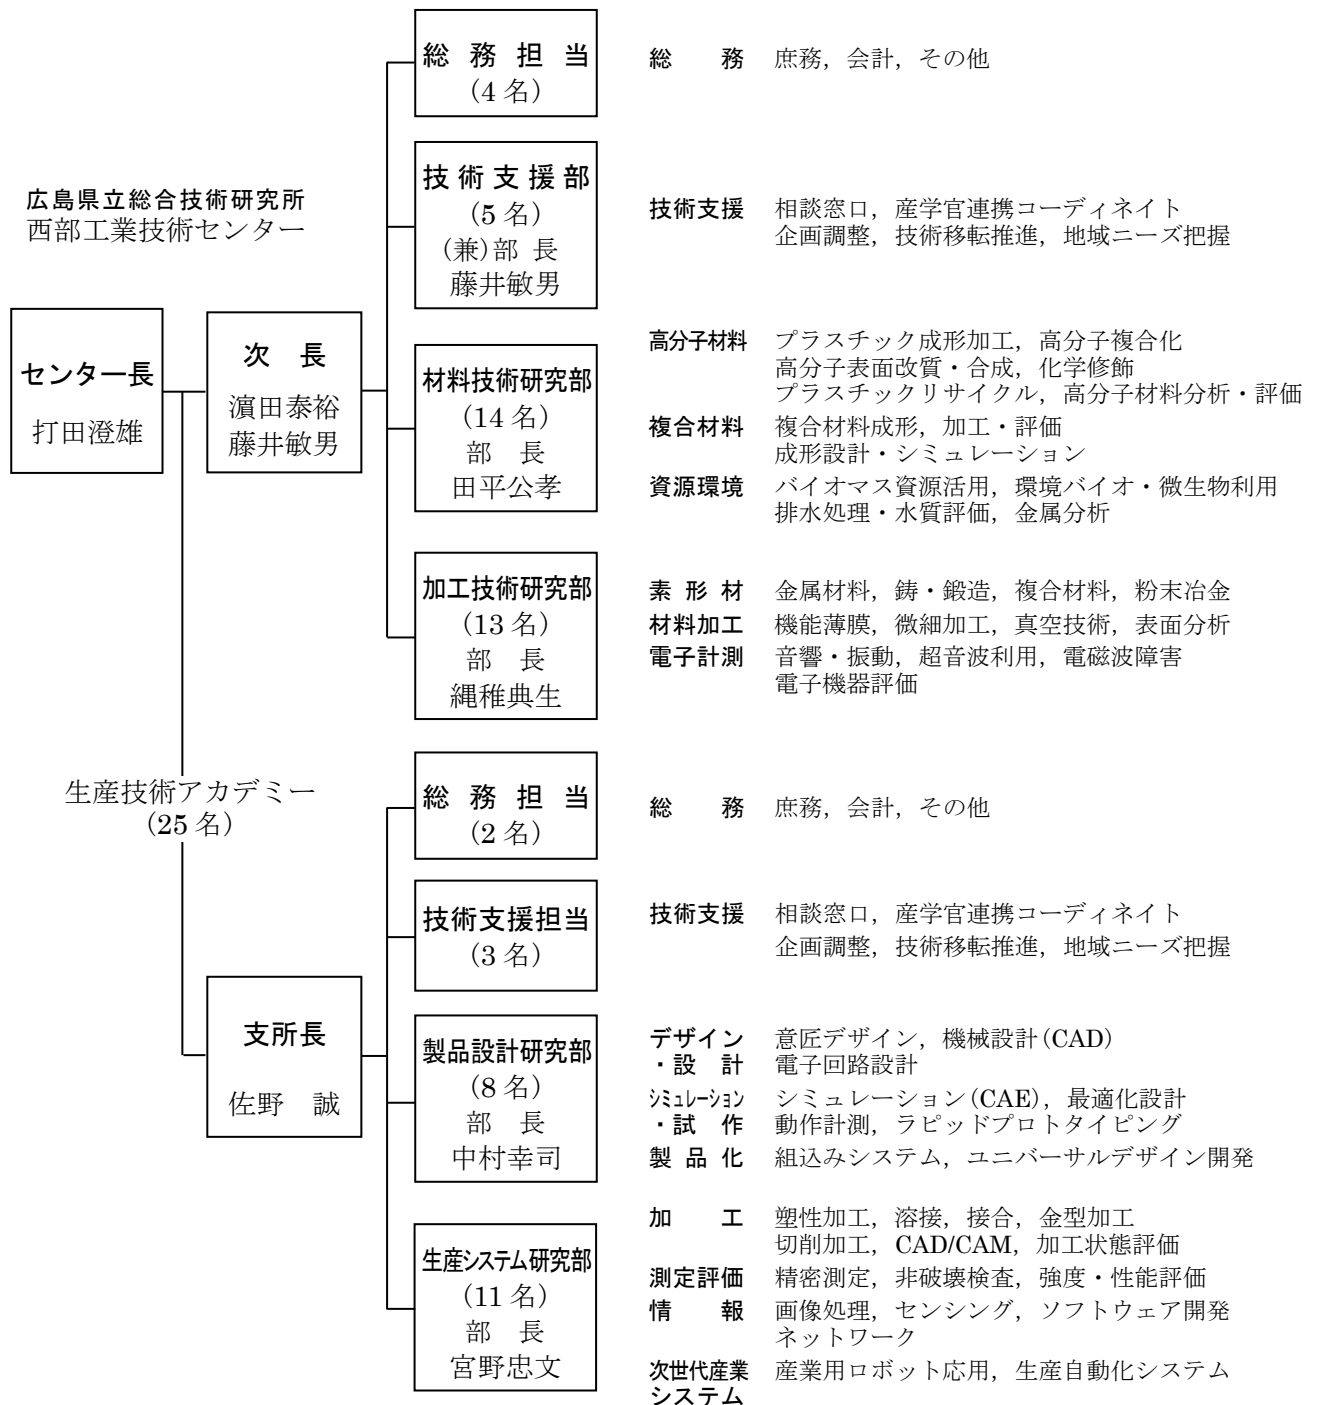 広島県立総合技術研究所
西部工業技術センター
センター長
打田澄雄
次　長
濵田泰裕
藤井敏男
総 務 担 当
(4 名)
総　　務　庶務，会計，その他
技術支援部
(5 名)
(兼)部 長
藤井敏男
技術支援　相談窓口，産学官連携コーディネイト
企画調整，技術移転推進，地域ニーズ把握
材料技術研究部
(14 名)
部　長
田平公孝
高分子材料　プラスチック成形加工，高分子複合化
高分子表面改質・合成，化学修飾
プラスチックリサイクル，高分子材料分析・評価
複合材料　複合材料成形，加工・評価
成形設計・シミュレーション
資源環境　バイオマス資源活用，環境バイオ・微生物利用
排水処理・水質評価，金属分析
加工技術研究部
(13 名)
部　長
縄稚典生
素 形 材　金属材料，鋳・鍛造，複合材料，粉末冶金
材料加工　機能薄膜，微細加工，真空技術，表面分析
電子計測　音響・振動，超音波利用，電磁波障害
電子機器評価
生産技術アカデミー
(25 名)
支所長
佐野　誠
総 務 担 当
(2 名)
総　　務　庶務，会計，その他
技術支援担当
(3 名)
技術支援　相談窓口，産学官連携コーディネイト
企画調整，技術移転推進，地域ニーズ把握
製品設計研究部
(8 名)
部　長
中村幸司
デザイン　意匠デザイン，機械設計(CAD)
・設　計　電子回路設計
ｼﾐｭﾚｰｼｮﾝ　シミュレーション(CAE)，最適化設計
・試　作　動作計測，ラピッドプロトタイピング
製 品 化　組込みシステム，ユニバーサルデザイン開発
生産システム研究部
(11 名)
部　長
宮野忠文
加　　工　塑性加工，溶接，接合，金型加工
切削加工，CAD/CAM，加工状態評価
測定評価　精密測定，非破壊検査，強度・性能評価
情　　報　画像処理，センシング，ソフトウェア開発
ネットワーク
次世代産業　産業用ロボット応用，生産自動化システム
システム